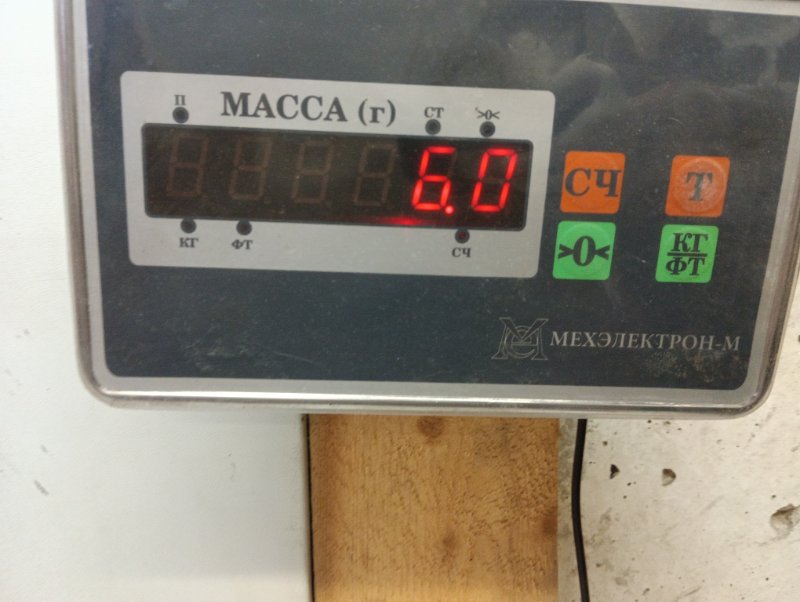 П
МАССА (г)
СТ
>0<
6.0
КГ
ФТ
СЧ
СЧ
Т
>0<
КГ
ФТ
МЕХЭЛЕКТРОН-М